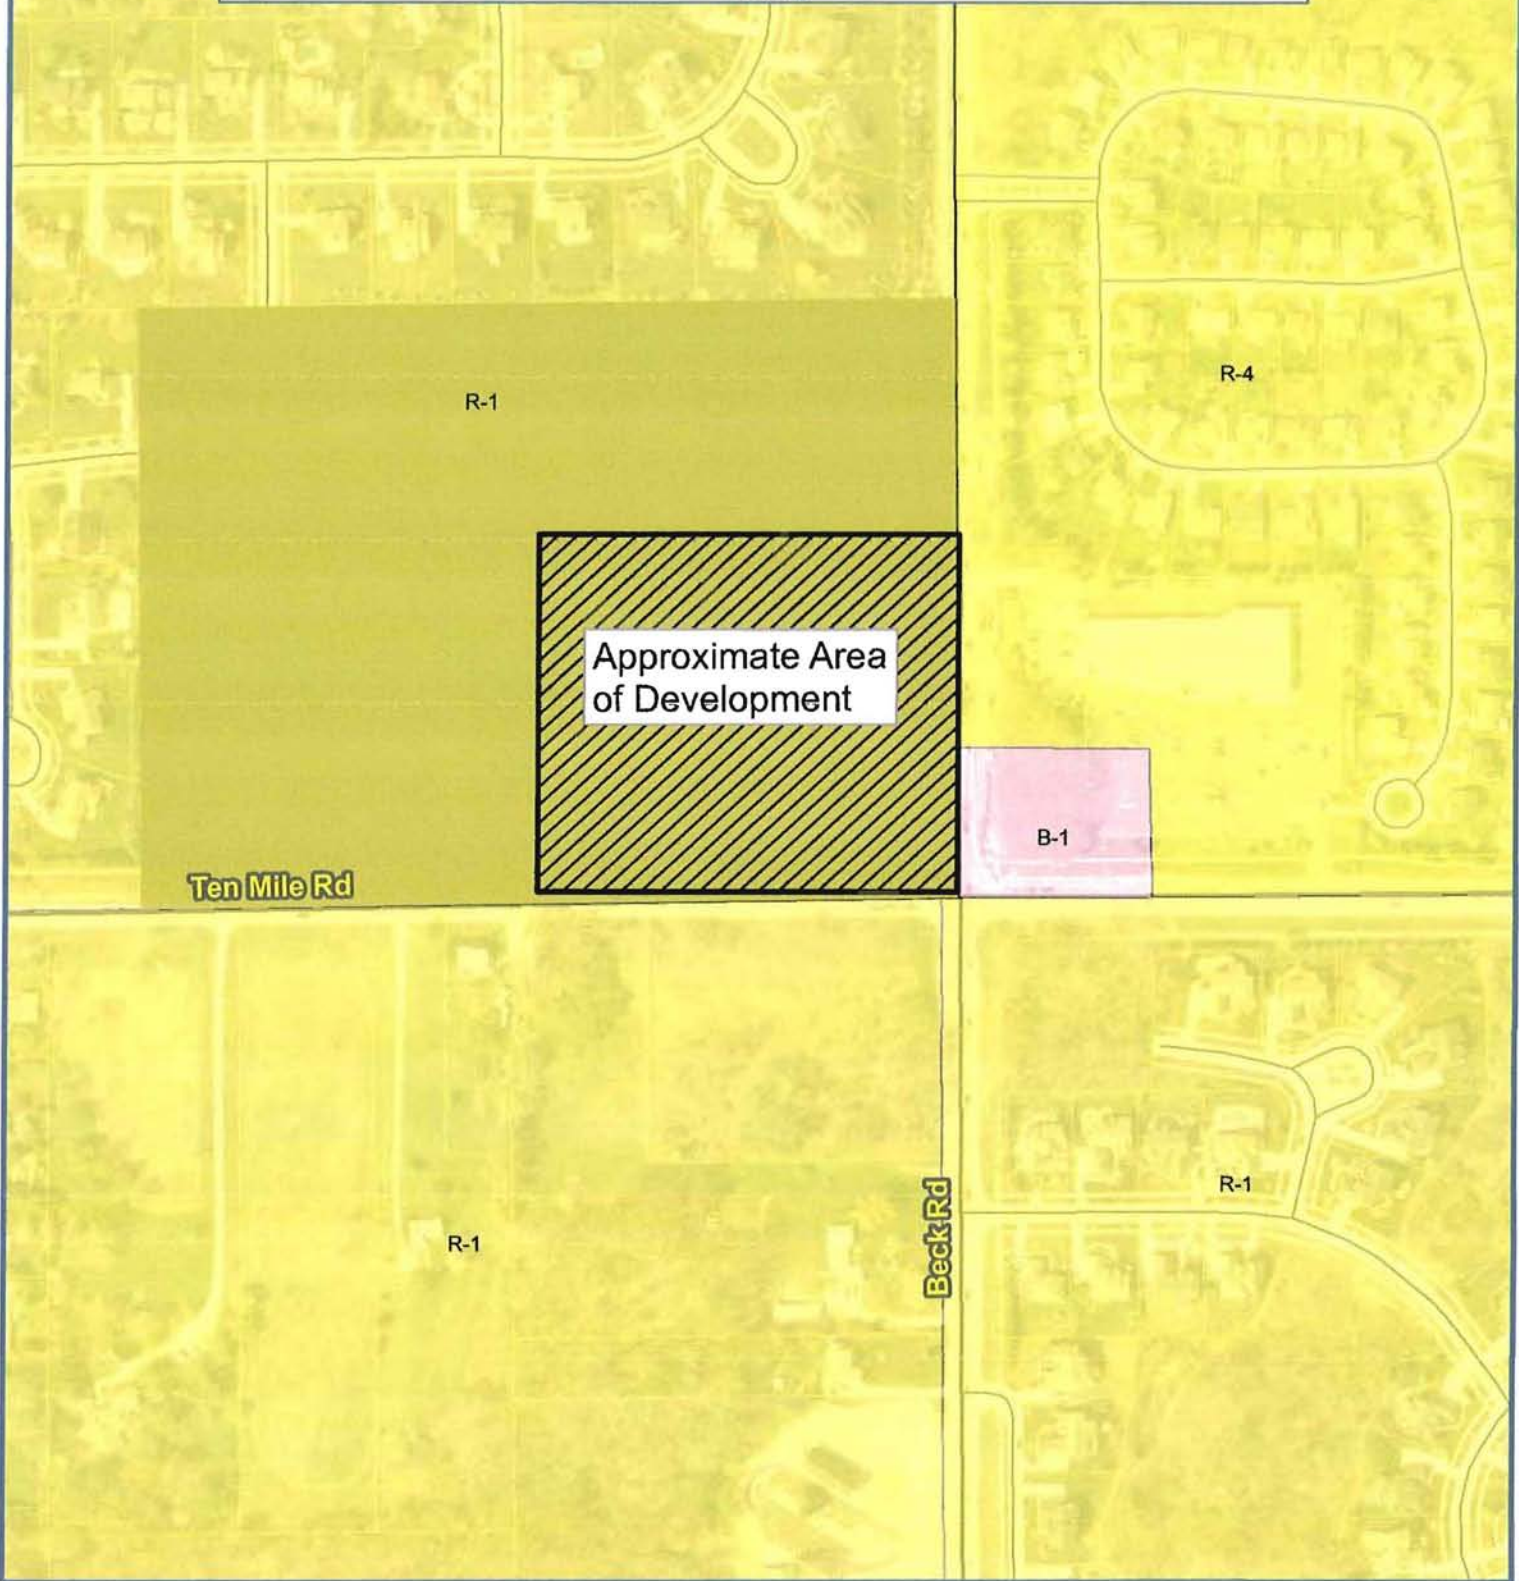 R-4
R-1
Approximate Area
of Development
B-1
Ten Mile Rd
R-1
Beck Rd
R-1